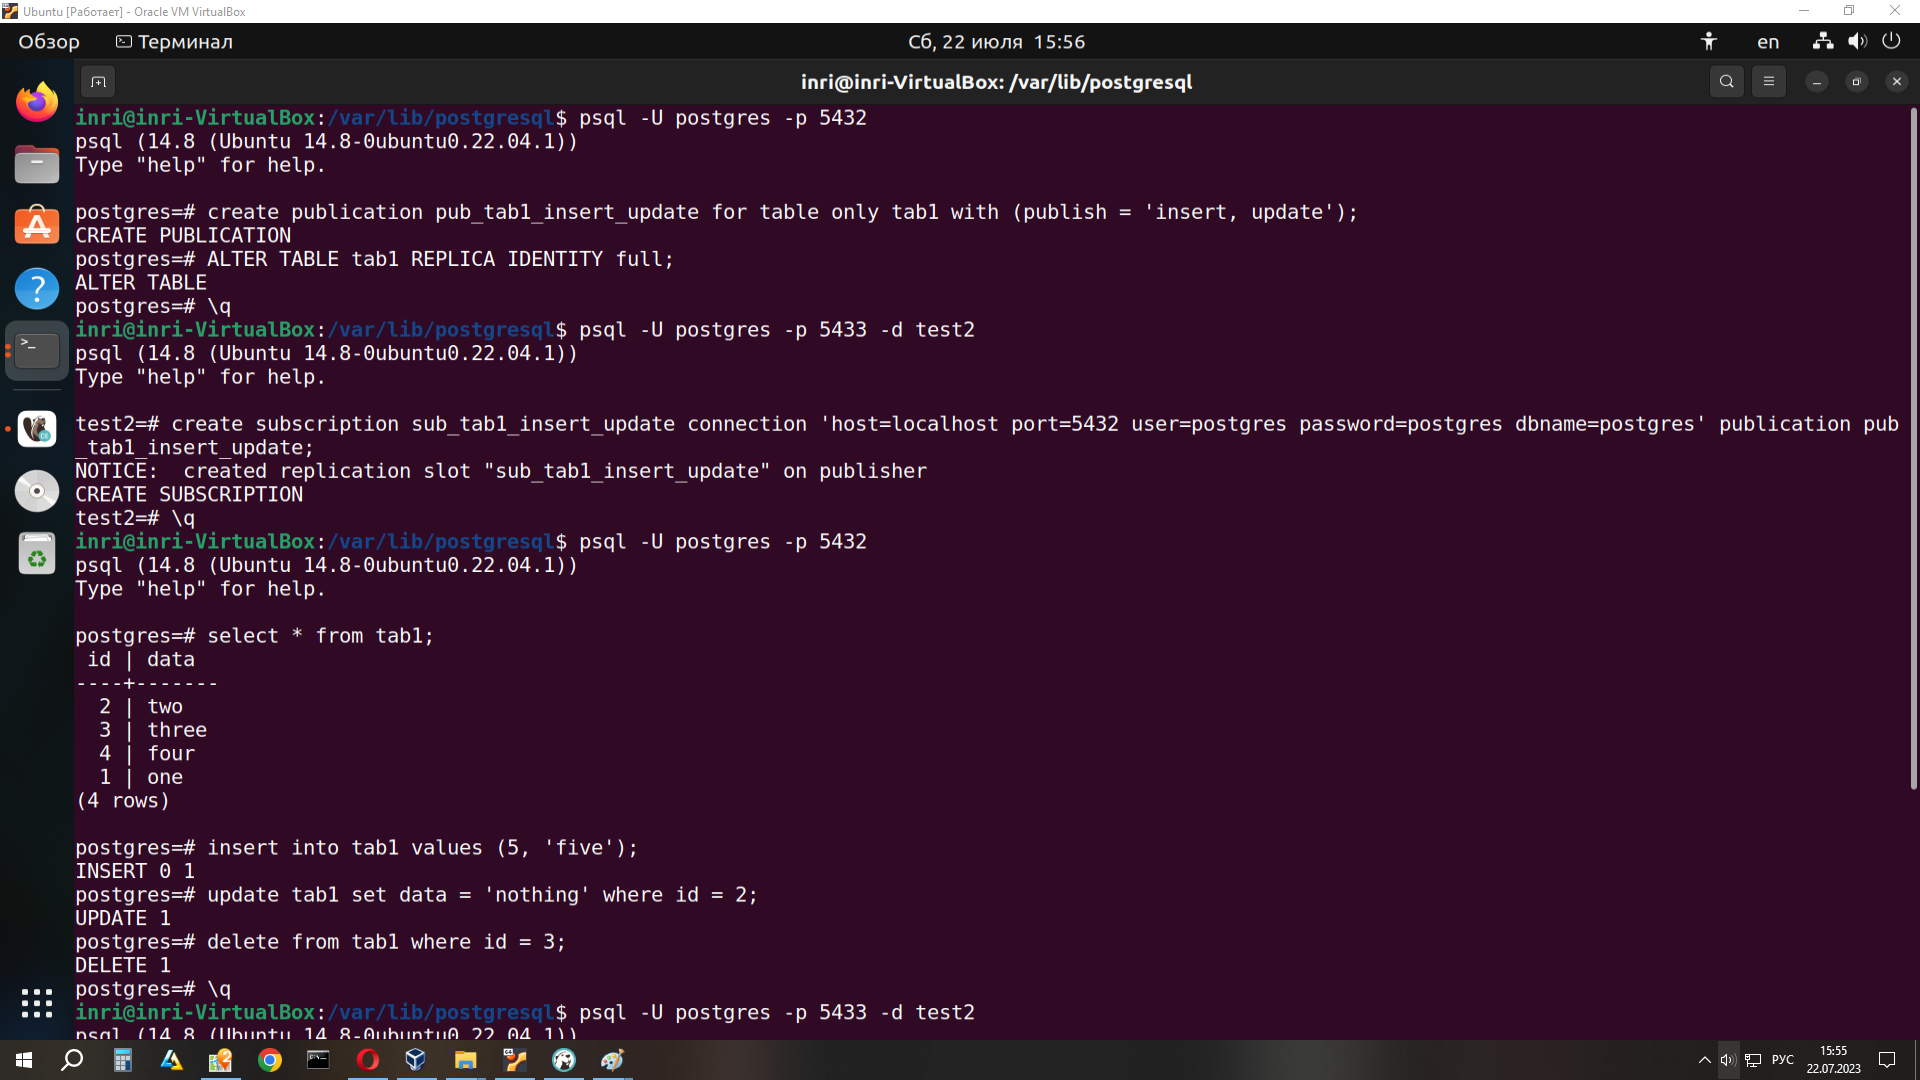 Ubuntu [Работает] - Oracle VM VirtualBox
Обзор Терминал Сб, 22 июля 15:56 en
inri@inri-VirtualBox: /var/lib/postgresql
inri@inri-VirtualBox:/var/lib/postgresql$ psql -U postgres -p 5432
psql (14.8 (Ubuntu 14.8-0ubuntu0.22.04.1))
Type "help" for help.
postgres=# create publication pub_tab1_insert_update for table only tab1 with (publish = 'insert, update');
CREATE PUBLICATION
postgres=# ALTER TABLE tab1 REPLICA IDENTITY full;
ALTER TABLE
postgres=# \q
inri@inri-VirtualBox:/var/lib/postgresql$ psql -U postgres -p 5433 -d test2
psql (14.8 (Ubuntu 14.8-0ubuntu0.22.04.1))
Type "help" for help.
test2=# create subscription sub_tab1_insert_update connection 'host=localhost port=5432 user=postgres password=postgres dbname=postgres' publication pub
_tab1_insert_update;
NOTICE:  created replication slot "sub_tab1_insert_update" on publisher
CREATE SUBSCRIPTION
test2=# \q
inri@inri-VirtualBox:/var/lib/postgresql$ psql -U postgres -p 5432
psql (14.8 (Ubuntu 14.8-0ubuntu0.22.04.1))
Type "help" for help.
postgres=# select * from tab1;
 id | data
----+-------
  2 | two
  3 | three
  4 | four
  1 | one
(4 rows)
postgres=# insert into tab1 values (5, 'five');
INSERT 0 1
postgres=# update tab1 set data = 'nothing' where id = 2;
UPDATE 1
postgres=# delete from tab1 where id = 3;
DELETE 1
postgres=# \q
inri@inri-VirtualBox:/var/lib/postgresql$ psql -U postgres -p 5433 -d test2
psql (14.8 (Ubuntu 14.8-0ubuntu0.22.04.1))
РУС
15:55
22.07.2023